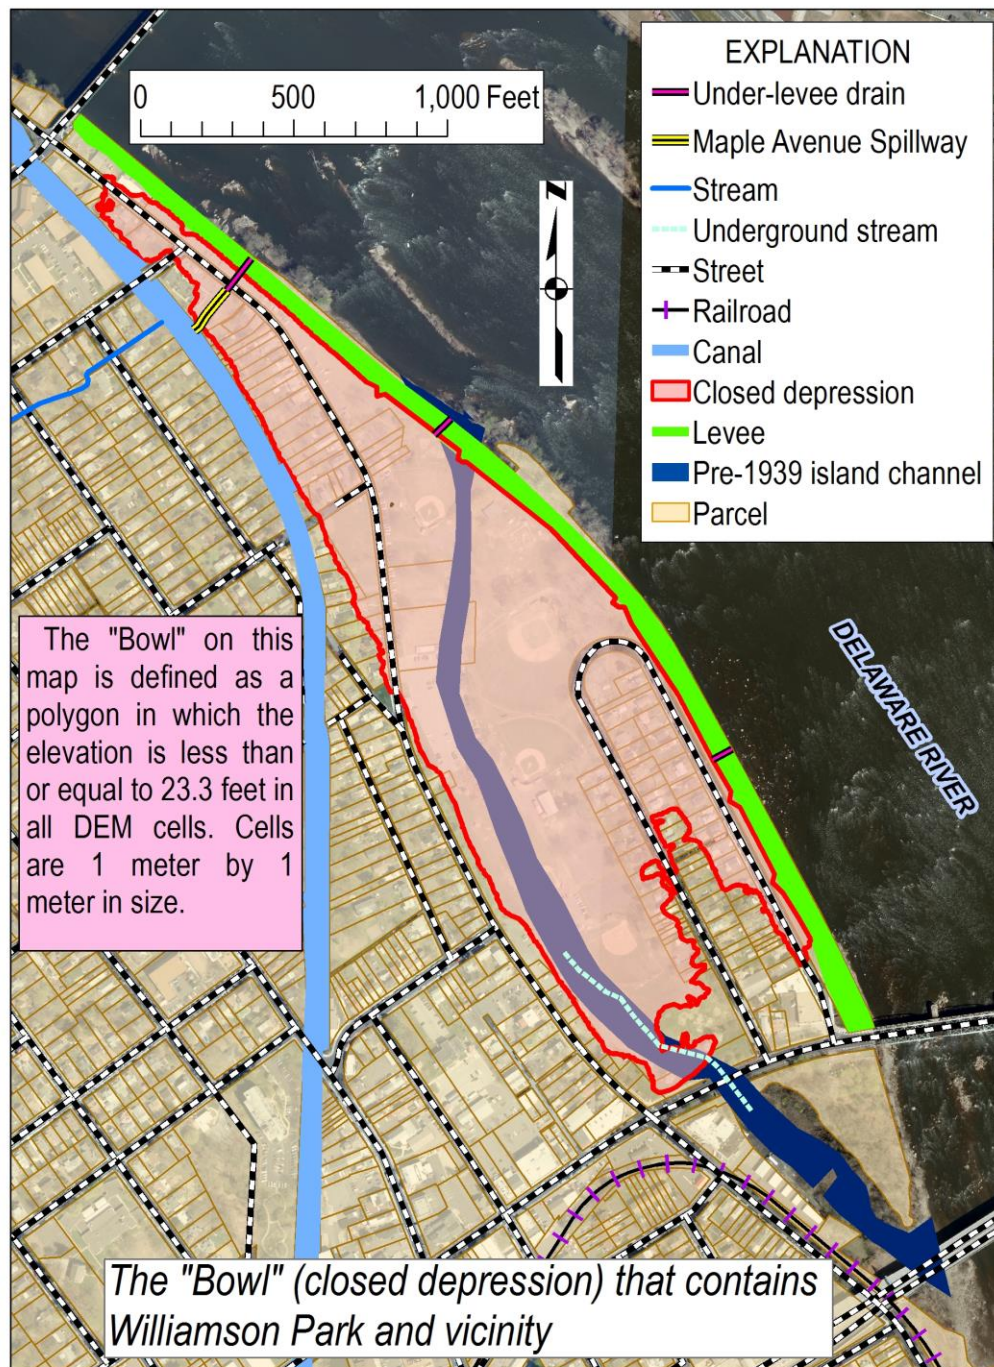 EXPLANATION
Under-levee drain
Maple Avenue Spillway
Stream
Underground stream
Street
Railroad
Canal
Closed depression
Levee
Pre-1939 island channel
Parcel
0 500 1,000 Feet
N
The "Bowl" on this
map is defined as a
polygon in which the
elevation is less than
or equal to 23.3 feet in
all DEM cells. Cells
are 1 meter by 1
meter in size.
DELAWARE RIVER
The "Bowl" (closed depression) that contains
Williamson Park and vicinity